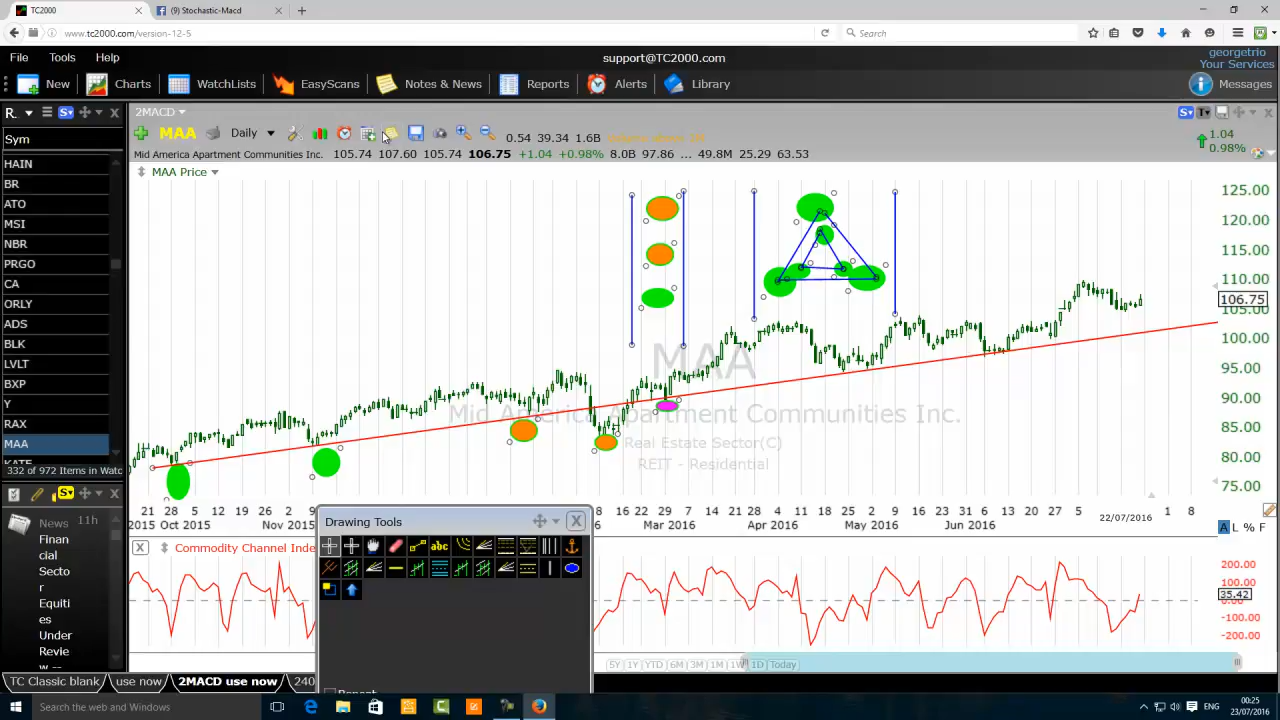 TC2000
(9) Stochastic-Macd
www.tc2000.com/version-12-5
Search
File Tools Help
support@TC2000.com
georgetrio
Your Services
New Charts WatchLists EasyScans Notes & News Reports Alerts Library Messages
R.
2MACD
Sym
MAA Daily
0.54 39.34 1.6B
1.04
0.98%
Mid America Apartment Communities Inc. 105.74 107.60 105.74 106.75 +1.04 +0.98% 8.0B 97.86 ... 49.8M 25.29 63.53
MAA Price
HAIN
BR
ATO
MSI
NBR
PRGO
CA
ORLY
ADS
BLK
LVLT
BXP
Y
RAX
MAA
KATE
332 of 972 Items in Watc
125.00
120.00
115.00
110.00
106.75
105.00
100.00
95.00
90.00
85.00
80.00
75.00
MAA
Mid America Apartment Communities Inc.
Real Estate Sector(C)
REIT - Residential
21 28 5 12 19 26 2 9
16 22 29 7 14 21 28 4 11 18 25 2 9 16 23 31 6 13 20 27 5
1 8
2015 Oct 2015 Nov 2015
6 Mar 2016 Apr 2016 May 2016 Jun 2016
22/07/2016
A L % F
News 11h
Finan
cial
Secto
r
Equiti
es
Under
Revie
w --
Drawing Tools
abc
Repeat
Commodity Channel Inde
200.00
100.00
35.42
0.00
-100.00
-200.00
5Y 1Y YTD 6M 3M 1M 1W 1D Today
TC Classic blank use now 2MACD use now 240
Search the web and Windows
ENG
00:25
23/07/2016